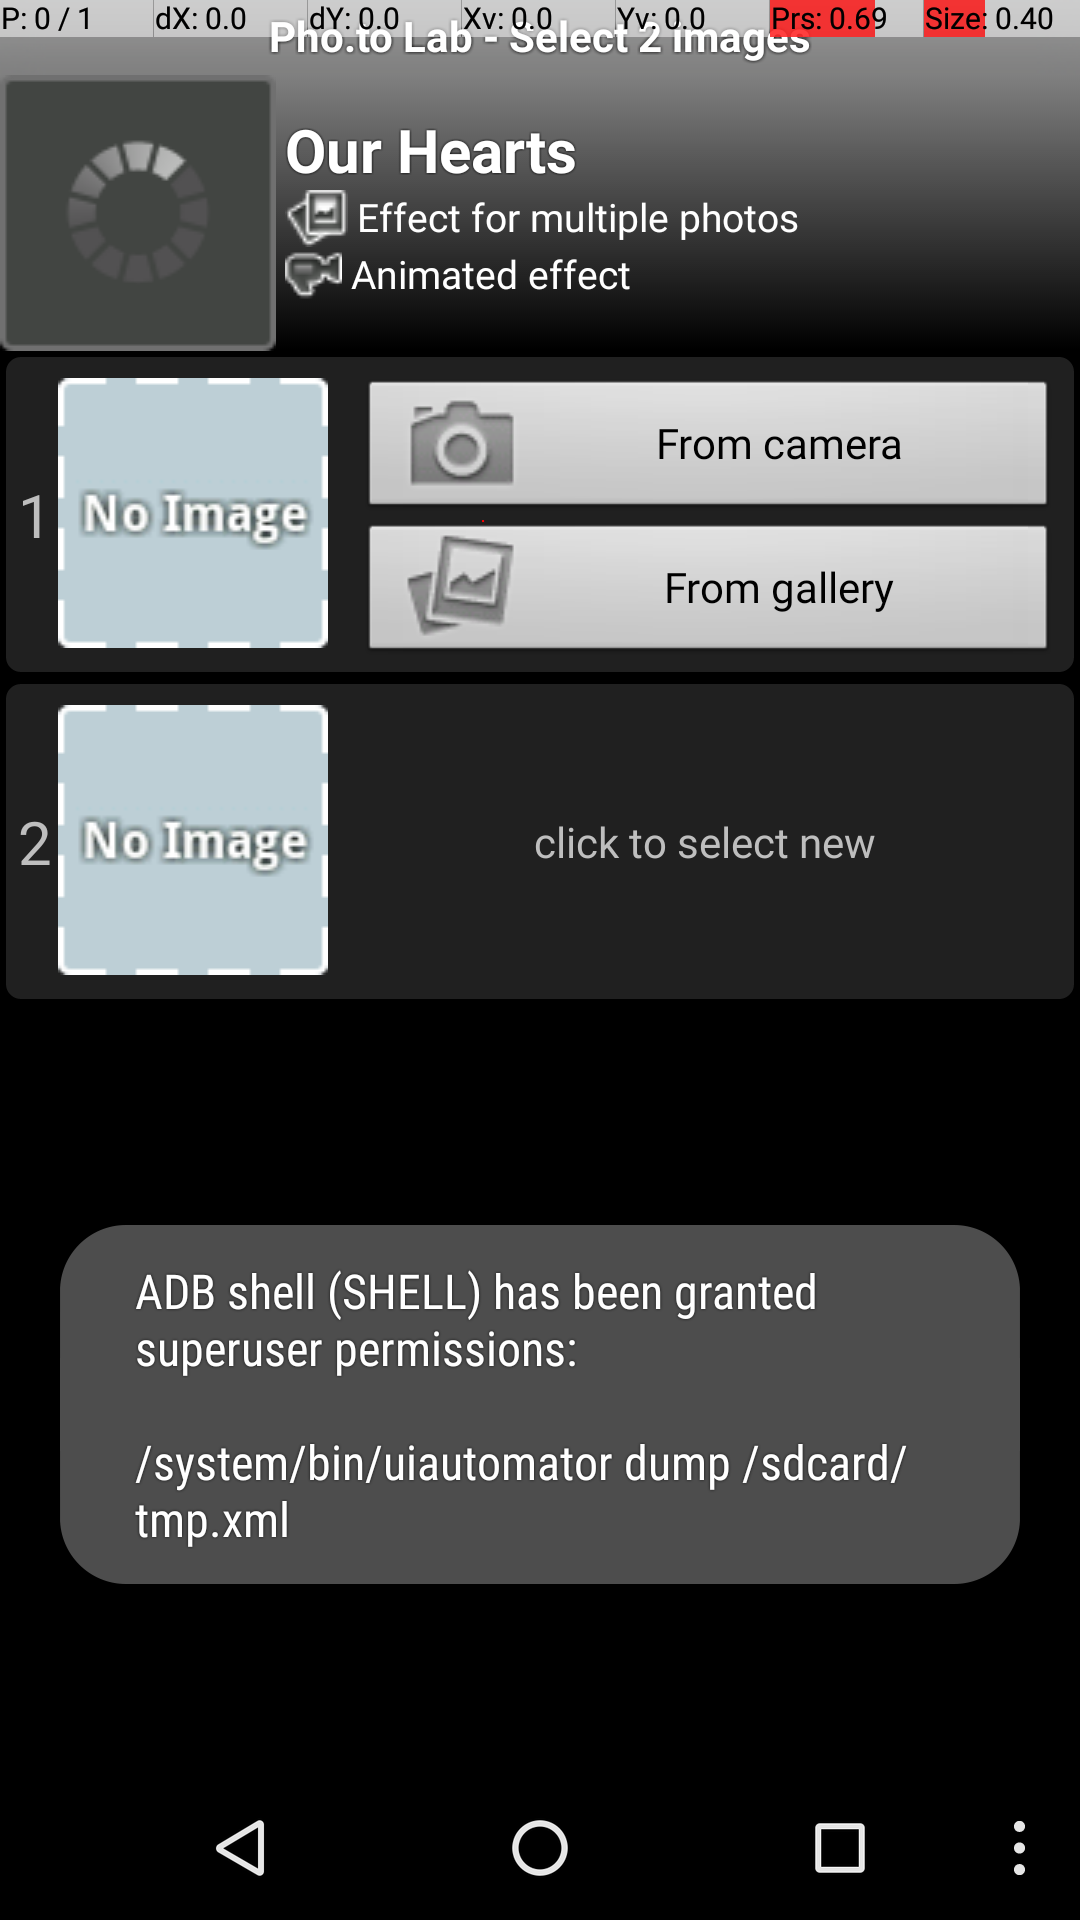 P: 0 / 1 dX: 0.0 dY: 0.0 Xv: 0.0 Yv: 0.0 Prs: 0.69 Size: 0.40
Pho.to Lab - Select 2 images
Our Hearts
Effect for multiple photos
Animated effect
1
No Image
From camera
From gallery
2
No Image
click to select new
ADB shell (SHELL) has been granted
superuser permissions:
/system/bin/uiautomator dump /sdcard/
tmp.xml